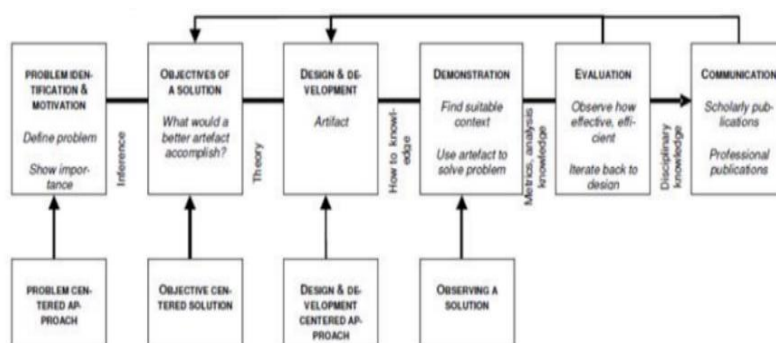 PROBLEM IDEN-
TIFICATION &
MOTIVATION
Define problem
Show impor-
tance
Inference
OBJECTIVES OF
A SOLUTION
What would a
better artefact
accomplish?
Theory
DESIGN & DE-
VELOPMENT
Artifact
How to knowl-
edge
DEMONSTRATION
Find suitable
context
Use artefact to
solve problem
Metrics, analysis
knowledge
EVALUATION
Observe how
effective, effi-
cient
Iterate back to
design
Disciplinary
knowledge
COMMUNICATION
Scholarly pub-
lications
Professional
publications
PROBLEM CEN-
TERED AP-
PROACH
OBJECTIVE CEN-
TERED SOLUTION
DESIGN & DE-
VELOPMENT
CENTERED AP-
PROACH
OBSERVING A
SOLUTION